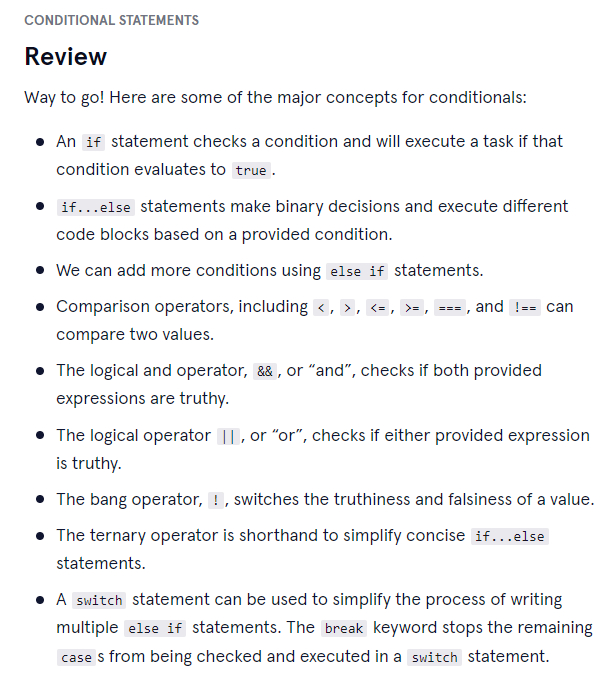 CONDITIONAL STATEMENTS
Review
Way to go! Here are some of the major concepts for conditionals:
• An if statement checks a condition and will execute a task if that
condition evaluates to true.
• if...else statements make binary decisions and execute different
code blocks based on a provided condition.
• We can add more conditions using else if statements.
• Comparison operators, including <, >, <=, >=, ===, and !== can
compare two values.
• The logical and operator, &&, or “and”, checks if both provided
expressions are truthy.
• The logical operator ||, or “or”, checks if either provided expression
is truthy.
• The bang operator, !, switches the truthiness and falsiness of a value.
• The ternary operator is shorthand to simplify concise if...else
statements.
• A switch statement can be used to simplify the process of writing
multiple else if statements. The break keyword stops the remaining
case s from being checked and executed in a switch statement.